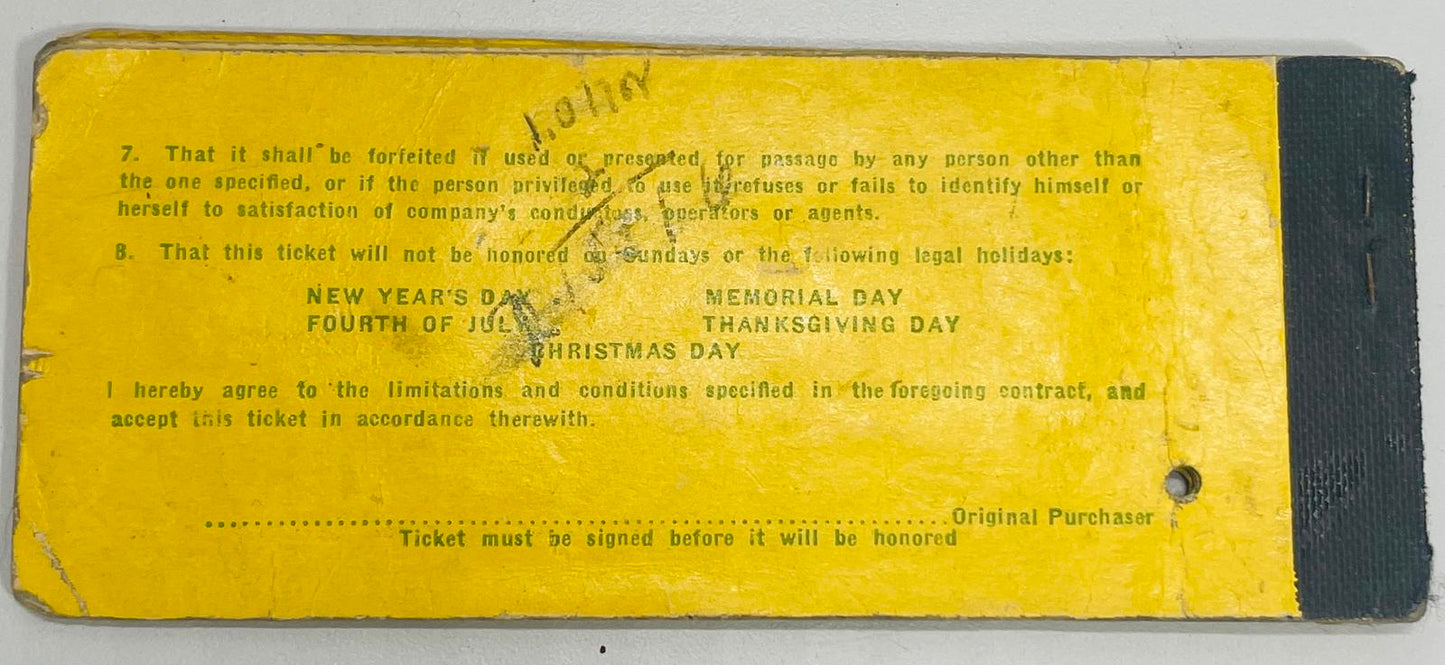 7. That it shall be forfeited if used or presented for passage by any person other than
the one specified, or if the person privileged to use it refuses or fails to identify himself or
herself to satisfaction of company's conductors, operators or agents.
8. That this ticket will not be honored on Sundays or the following legal holidays:
NEW YEAR'S DAY MEMORIAL DAY
FOURTH OF JULY THANKSGIVING DAY
CHRISTMAS DAY
I hereby agree to the limitations and conditions specified in the foregoing contract, and
accept this ticket in accordance therewith.
Original Purchaser
Ticket must be signed before it will be honored